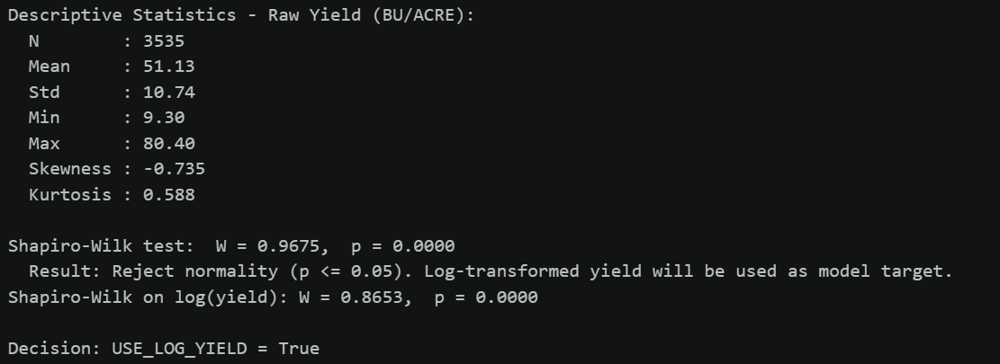 Descriptive Statistics - Raw Yield (BU/ACRE):
  N        : 3535
  Mean     : 51.13
  Std      : 10.74
  Min      : 9.30
  Max      : 80.40
  Skewness : -0.735
  Kurtosis : 0.588

Shapiro-Wilk test:  W = 0.9675,  p = 0.0000
  Result: Reject normality (p <= 0.05). Log-transformed yield will be used as model target.
Shapiro-Wilk on log(yield): W = 0.8653,  p = 0.0000

Decision: USE_LOG_YIELD = True